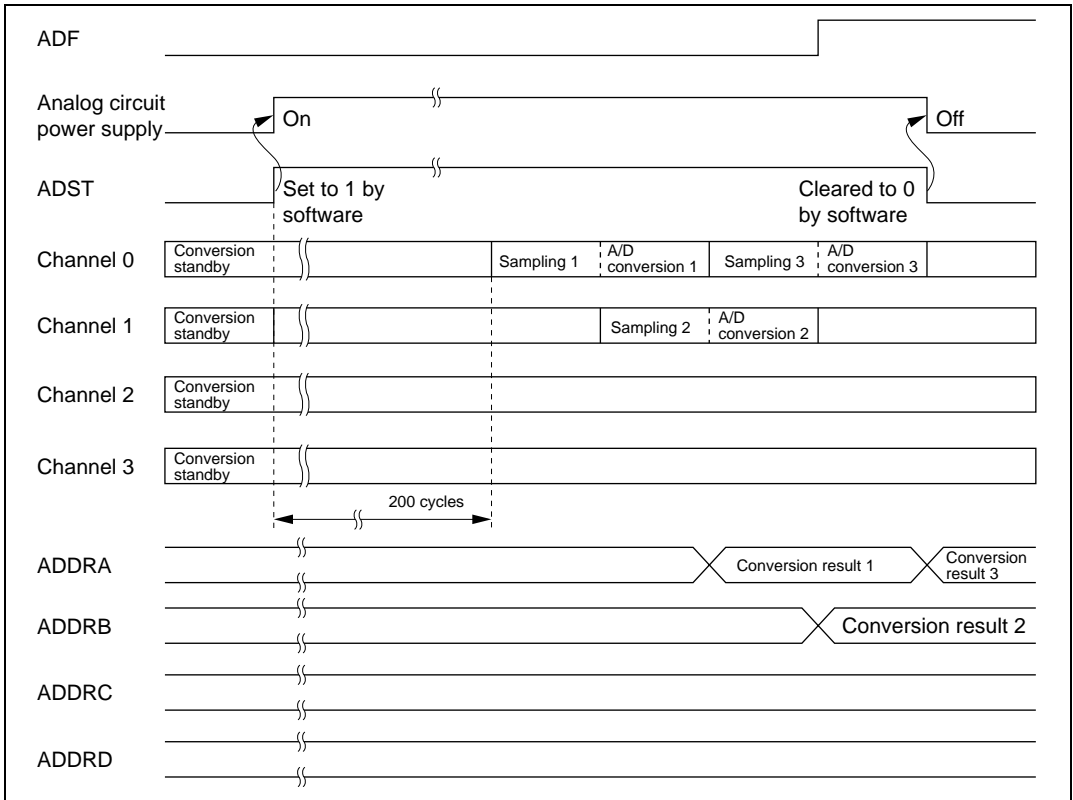 ADF
Analog circuit
power supply
On
Off
ADST
Set to 1 by
software
Cleared to 0
by software
Channel 0
Conversion
standby
Sampling 1
A/D
conversion 1
Sampling 3
A/D
conversion 3
Channel 1
Conversion
standby
Sampling 2
A/D
conversion 2
Channel 2
Conversion
standby
Channel 3
Conversion
standby
200 cycles
ADDRA
Conversion result 1
Conversion
result 3
ADDRB
Conversion result 2
ADDRC
ADDRD